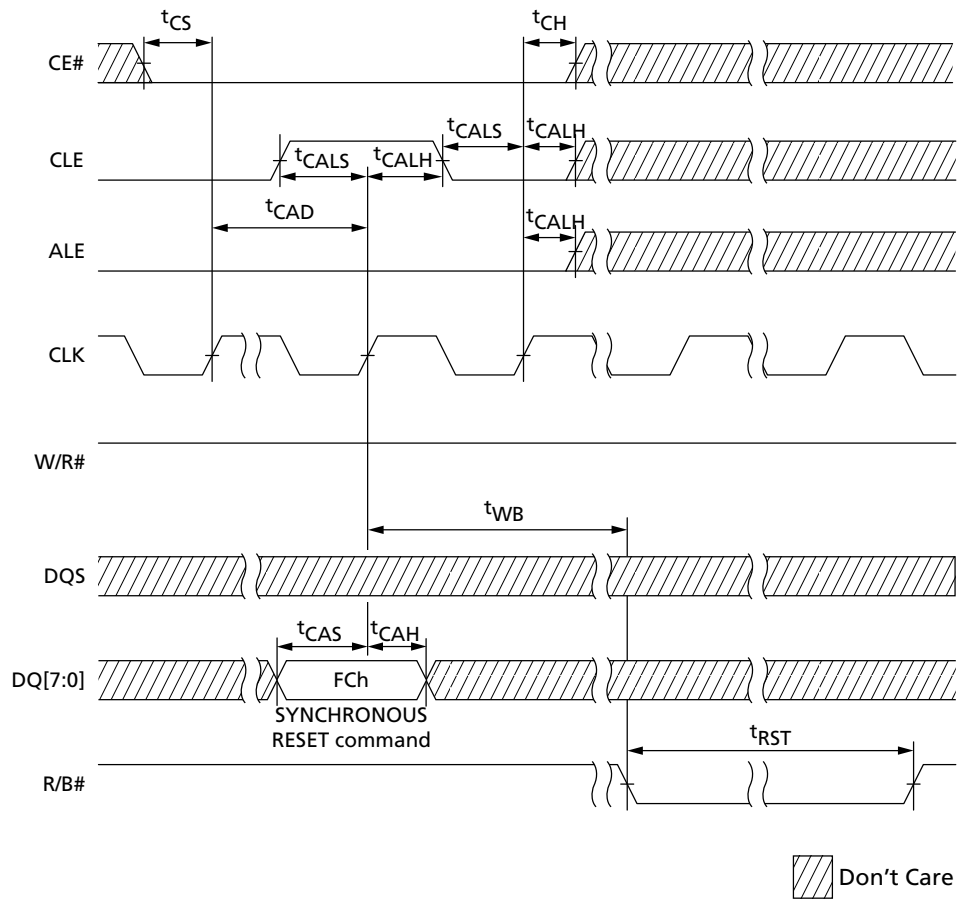 tCS
tCH
CE#
tCALS
tCALH
CLE
tCALS
tCALH
tCAD
tCALH
ALE
CLK
W/R#
tWB
DQS
tCAS
tCAH
DQ[7:0]
FCh
SYNCHRONOUS
RESET command
tRST
R/B#
Don't Care